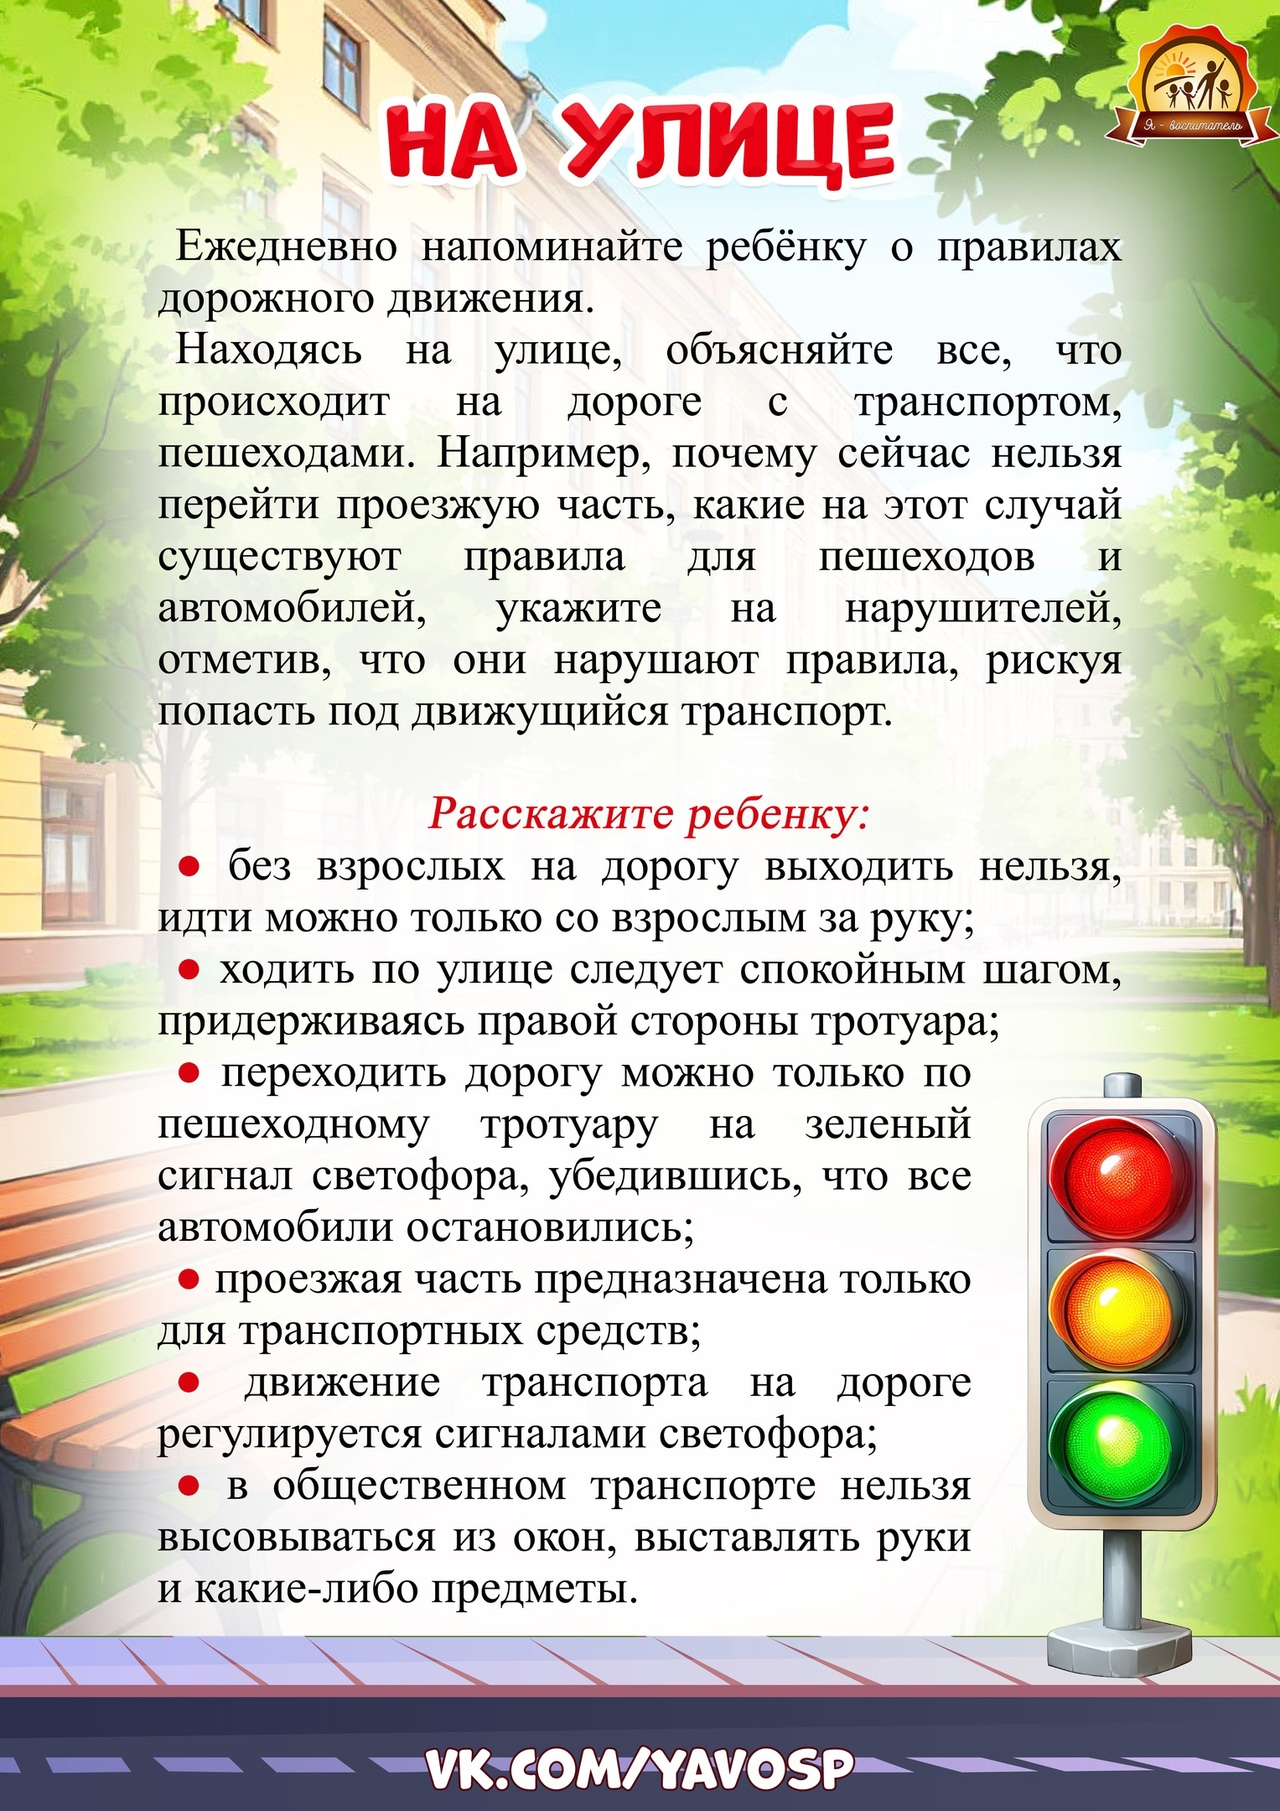 НА УЛИЦЕ
Я - воспитатель
Ежедневно напоминайте ребёнку о правилах
дорожного движения.
Находясь на улице, объясняйте все, что
происходит на дороге с транспортом,
пешеходами. Например, почему сейчас нельзя
перейти проезжую часть, какие на этот случай
существуют правила для пешеходов и
автомобилей, укажите на нарушителей,
отметив, что они нарушают правила, рискуя
попасть под движущийся транспорт.
Расскажите ребенку:
● без взрослых на дорогу выходить нельзя,
идти можно только со взрослым за руку;
● ходить по улице следует спокойным шагом,
придерживаясь правой стороны тротуара;
● переходить дорогу можно только по
пешеходному тротуару на зеленый
сигнал светофора, убедившись, что все
автомобили остановились;
● проезжая часть предназначена только
для транспортных средств;
● движение транспорта на дороге
регулируется сигналами светофора;
● в общественном транспорте нельзя
высовываться из окон, выставлять руки
и какие-либо предметы.
VK.COM/YAVOSP